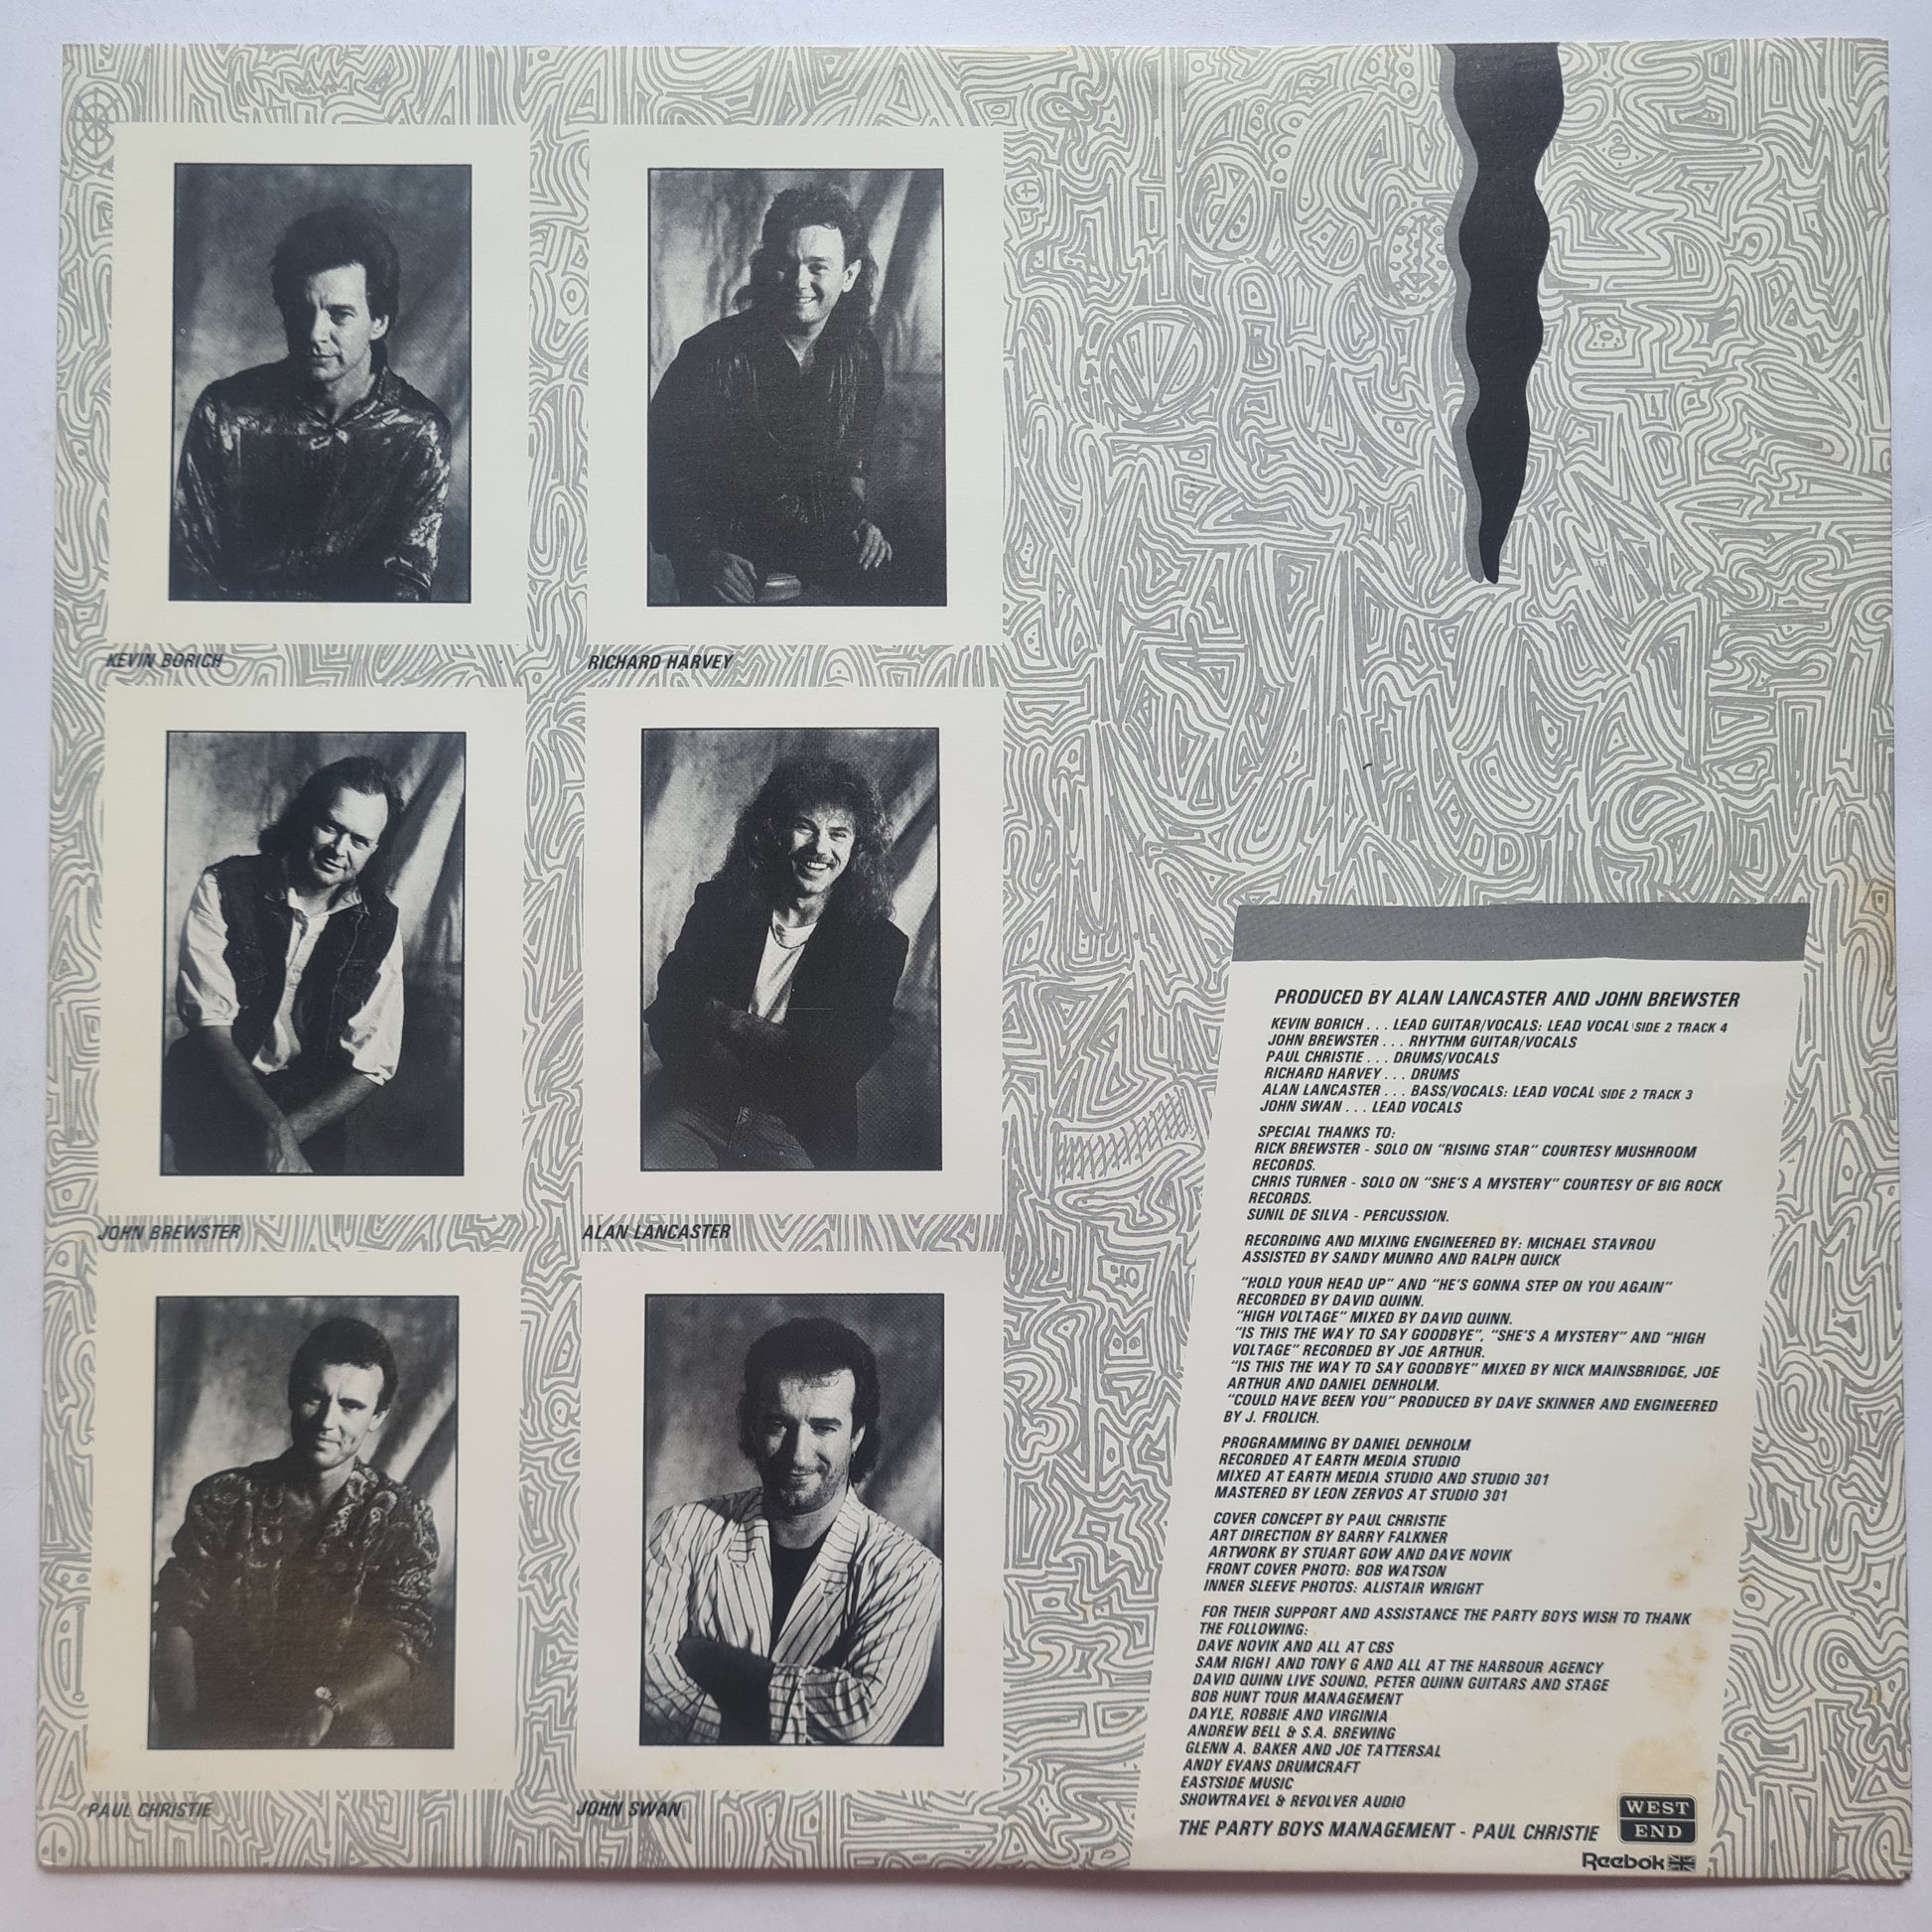 KEVIN BORICH
RICHARD HARVEY
JOHN BREWSTER
ALAN LANCASTER
PAUL CHRISTIE
JOHN SWAN
PRODUCED BY ALAN LANCASTER AND JOHN BREWSTER
KEVIN BORICH . . . LEAD GUITAR/VOCALS: LEAD VOCAL SIDE 2 TRACK 4
JOHN BREWSTER . . . RHYTHM GUITAR/VOCALS
PAUL CHRISTIE . . . DRUMS/VOCALS
RICHARD HARVEY . . . DRUMS
ALAN LANCASTER . . . BASS/VOCALS: LEAD VOCAL SIDE 2 TRACK 3
JOHN SWAN . . . LEAD VOCALS
SPECIAL THANKS TO:
RICK BREWSTER - SOLO ON "RISING STAR" COURTESY MUSHROOM
RECORDS.
CHRIS TURNER - SOLO ON "SHE'S A MYSTERY" COURTESY OF BIG ROCK
RECORDS.
SUNIL DE SILVA - PERCUSSION.
RECORDING AND MIXING ENGINEERED BY: MICHAEL STAVROU
ASSISTED BY SANDY MUNRO AND RALPH QUICK
"HOLD YOUR HEAD UP" AND "HE'S GONNA STEP ON YOU AGAIN"
RECORDED BY DAVID QUINN.
"HIGH VOLTAGE" MIXED BY DAVID QUINN.
"IS THIS THE WAY TO SAY GOODBYE", "SHE'S A MYSTERY" AND "HIGH
VOLTAGE" RECORDED BY JOE ARTHUR.
"IS THIS THE WAY TO SAY GOODBYE" MIXED BY NICK MAINSBRIDGE, JOE
ARTHUR AND DANIEL DENHOLM.
"COULD HAVE BEEN YOU" PRODUCED BY DAVE SKINNER AND ENGINEERED
BY J. FROLICH.
PROGRAMMING BY DANIEL DENHOLM
RECORDED AT EARTH MEDIA STUDIO
MIXED AT EARTH MEDIA STUDIO AND STUDIO 301
MASTERED BY LEON ZERVOS AT STUDIO 301
COVER CONCEPT BY PAUL CHRISTIE
ART DIRECTION BY BARRY FALKNER
ARTWORK BY STUART GOW AND DAVE NOVIK
FRONT COVER PHOTO: BOB WATSON
INNER SLEEVE PHOTOS: ALISTAIR WRIGHT
FOR THEIR SUPPORT AND ASSISTANCE THE PARTY BOYS WISH TO THANK
THE FOLLOWING:
DAVE NOVIK AND ALL AT CBS
SAM RIGHI AND TONY G AND ALL AT THE HARBOUR AGENCY
DAVID QUINN LIVE SOUND, PETER QUINN GUITARS AND STAGE
BOB HUNT TOUR MANAGEMENT
DAYLE, ROBBIE AND VIRGINIA
ANDREW BELL & S.A. BREWING
GLENN A. BAKER AND JOE TATTERSAL
ANDY EVANS DRUMCRAFT
EASTSIDE MUSIC
SHOWTRAVEL & REVOLVER AUDIO
THE PARTY BOYS MANAGEMENT - PAUL CHRISTIE
WEST
END
Reebok